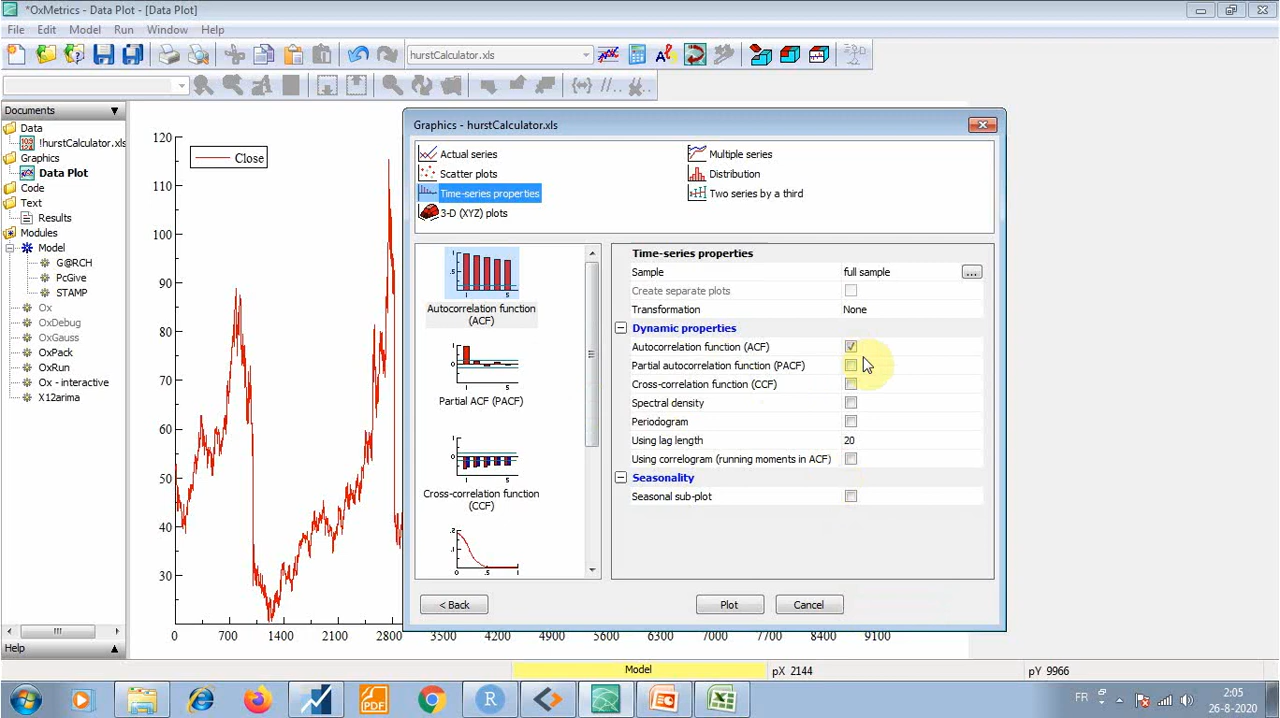 *OxMetrics - Data Plot - [Data Plot]
File Edit Model Run Window Help
hurstCalculator.xls
Documents
Data
!hurstCalculator.xls
Graphics
Data Plot
Code
Text
Results
Modules
Model
G@RCH
PcGive
STAMP
Ox
OxDebug
OxGauss
OxPack
OxRun
Ox - interactive
X12arima
Help
120
110
100
90
80
70
60
50
40
30
Close
0 700 1400 2100 2800 3500 4200 4900 5600 6300 7000 7700 8400 9100
Graphics - hurstCalculator.xls
Actual series
Scatter plots
Time-series properties
3-D (XYZ) plots
Multiple series
Distribution
Two series by a third
Autocorrelation function
(ACF)
Partial ACF (PACF)
Cross-correlation function
(CCF)
Time-series properties
Sample full sample ...
Create separate plots
Transformation None
Dynamic properties
Autocorrelation function (ACF)
Partial autocorrelation function (PACF)
Cross-correlation function (CCF)
Spectral density
Periodogram
Using lag length 20
Using correlogram (running moments in ACF)
Seasonality
Seasonal sub-plot
< Back Plot Cancel
Model pX 2144 pY 9966
FR 2:05
26-8-2020